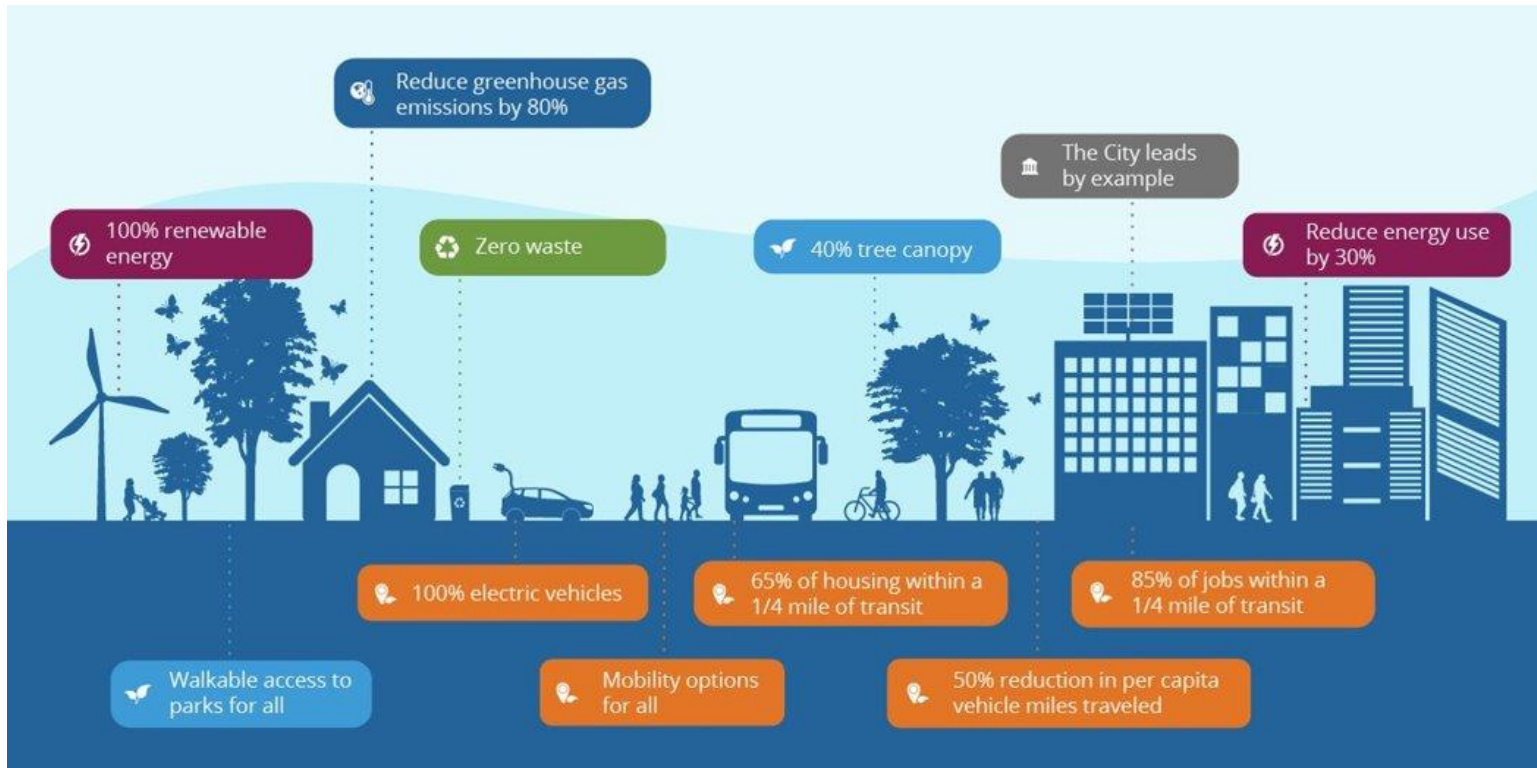 Reduce greenhouse gas
emissions by 80%
The City leads
by example
100% renewable
energy
Zero waste
40% tree canopy
Reduce energy use
by 30%
100% electric vehicles
65% of housing within a
1/4 mile of transit
85% of jobs within a
1/4 mile of transit
Walkable access to
parks for all
Mobility options
for all
50% reduction in per capita
vehicle miles traveled